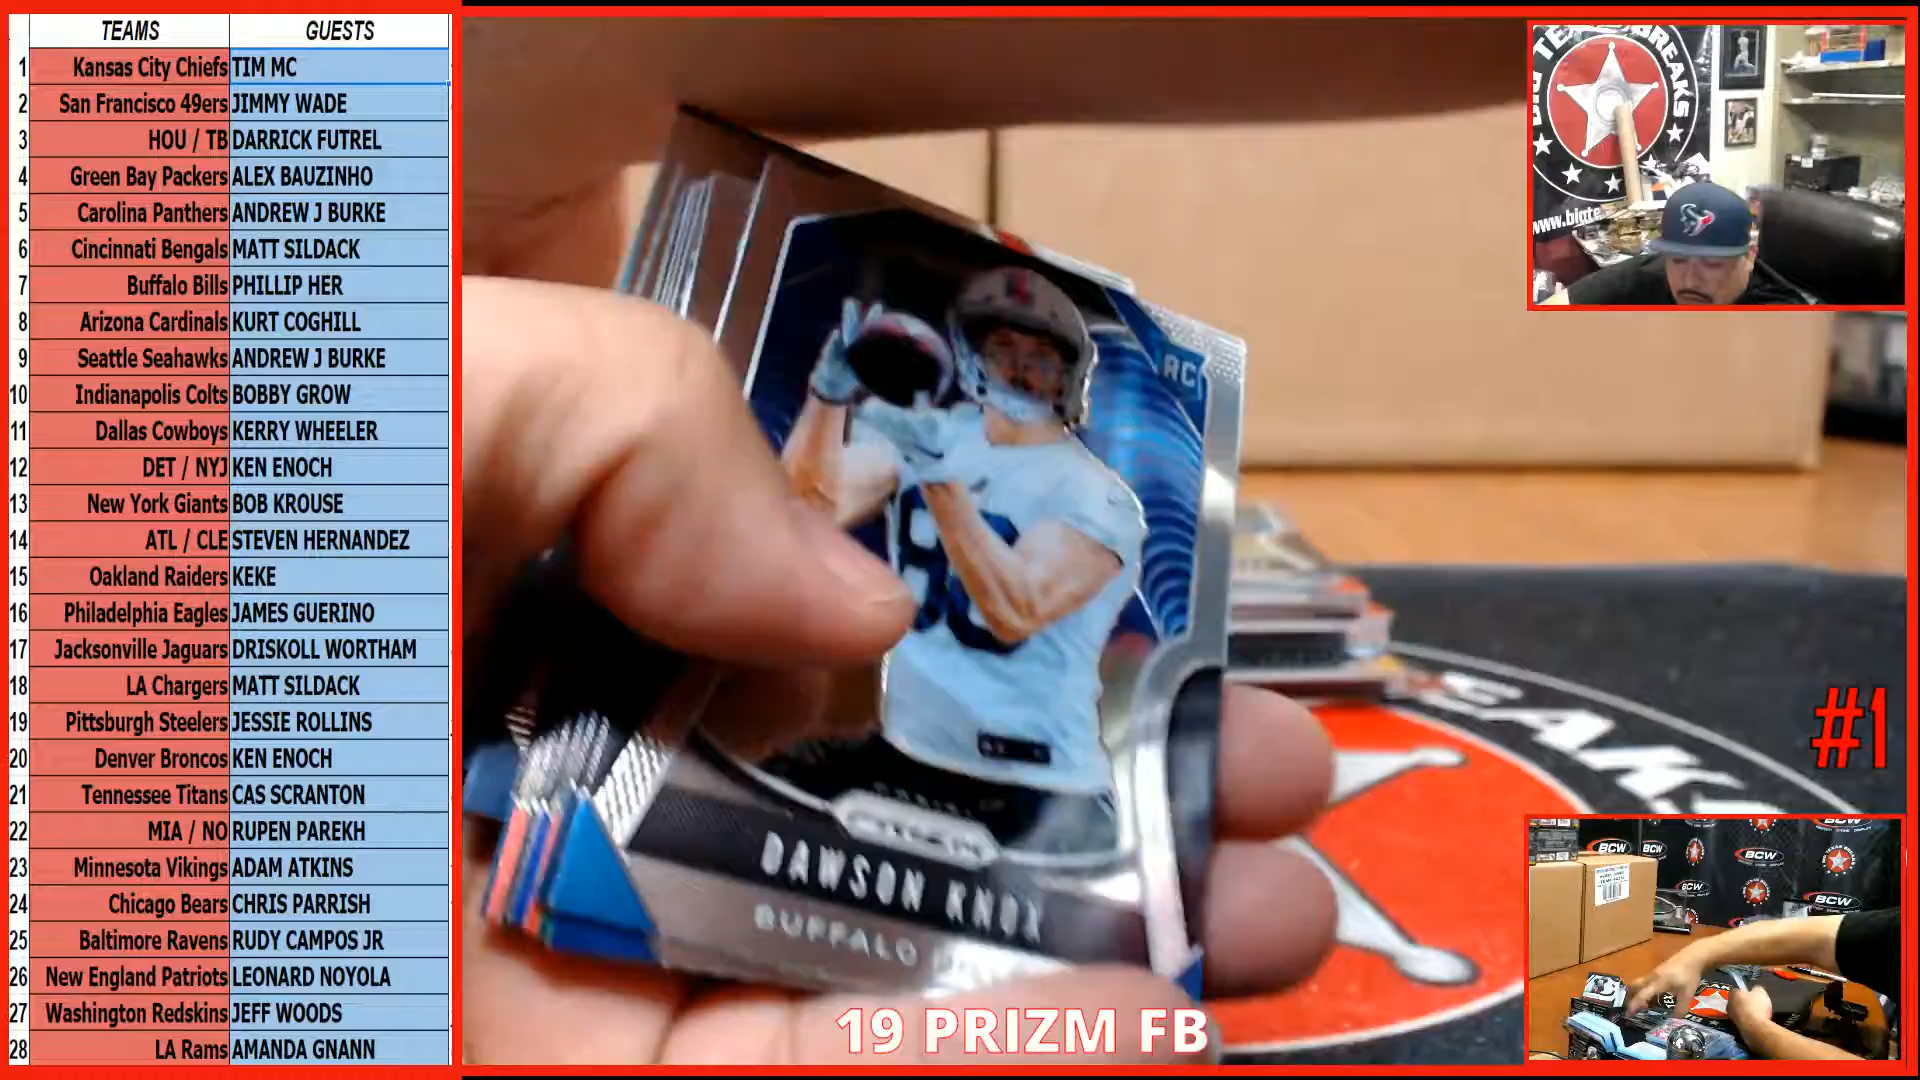 TEAMS GUESTS
1 Kansas City Chiefs TIM MC
2 San Francisco 49ers JIMMY WADE
3 HOU / TB DARRICK FUTREL
4 Green Bay Packers ALEX BAUZINHO
5 Carolina Panthers ANDREW J BURKE
6 Cincinnati Bengals MATT SILDACK
7 Buffalo Bills PHILLIP HER
8 Arizona Cardinals KURT COGHILL
9 Seattle Seahawks ANDREW J BURKE
10 Indianapolis Colts BOBBY GROW
11 Dallas Cowboys KERRY WHEELER
12 DET / NYJ KEN ENOCH
13 New York Giants BOB KROUSE
14 ATL / CLE STEVEN HERNANDEZ
15 Oakland Raiders KEKE
16 Philadelphia Eagles JAMES GUERINO
17 Jacksonville Jaguars DRISKOLL WORTHAM
18 LA Chargers MATT SILDACK
19 Pittsburgh Steelers JESSIE ROLLINS
20 Denver Broncos KEN ENOCH
21 Tennessee Titans CAS SCRANTON
22 MIA / NO RUPEN PAREKH
23 Minnesota Vikings ADAM ATKINS
24 Chicago Bears CHRIS PARRISH
25 Baltimore Ravens RUDY CAMPOS JR
26 New England Patriots LEONARD NOYOLA
27 Washington Redskins JEFF WOODS
28 LA Rams AMANDA GNANN
RC
DAWSON KNOX
BUFFALO
BREAKS
#1
19 PRIZM FB
BCW
BCW
BCW
BCW
BCW